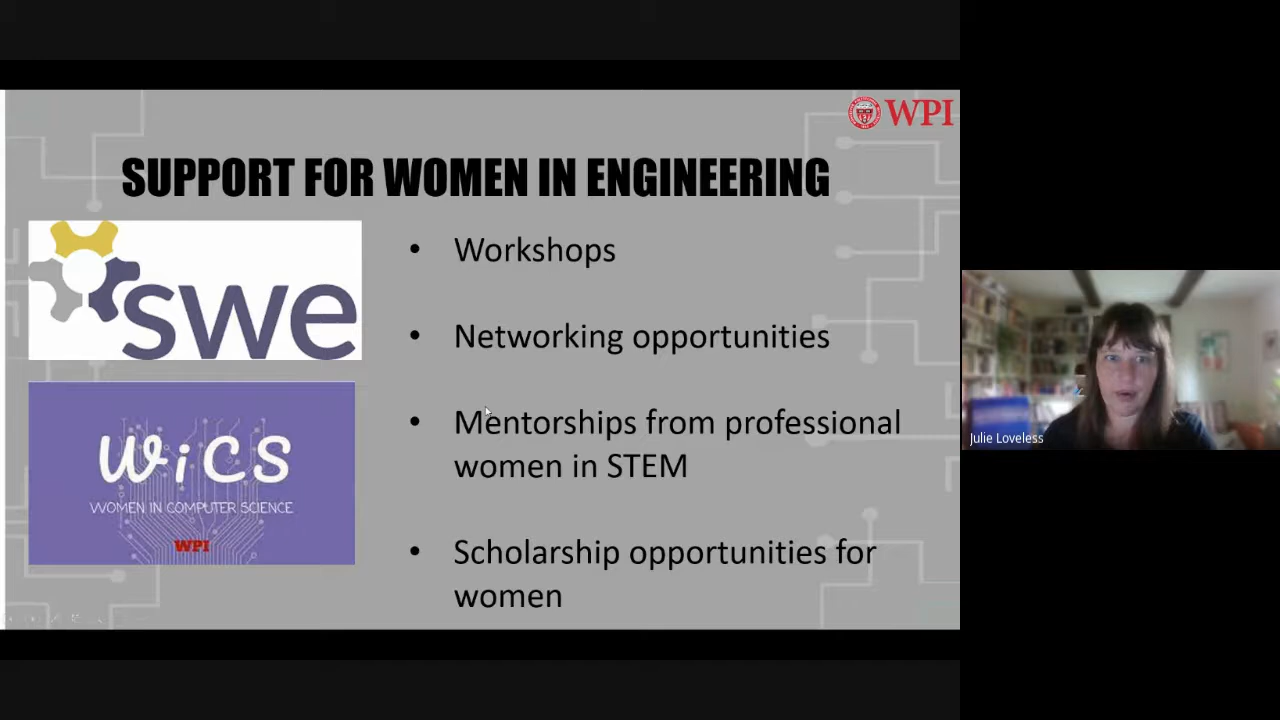 WPI
SUPPORT FOR WOMEN IN ENGINEERING
swe
WiCS
WOMEN IN COMPUTER SCIENCE
WPI
• Workshops
• Networking opportunities
• Mentorships from professional
women in STEM
• Scholarship opportunities for
women
Julie Loveless